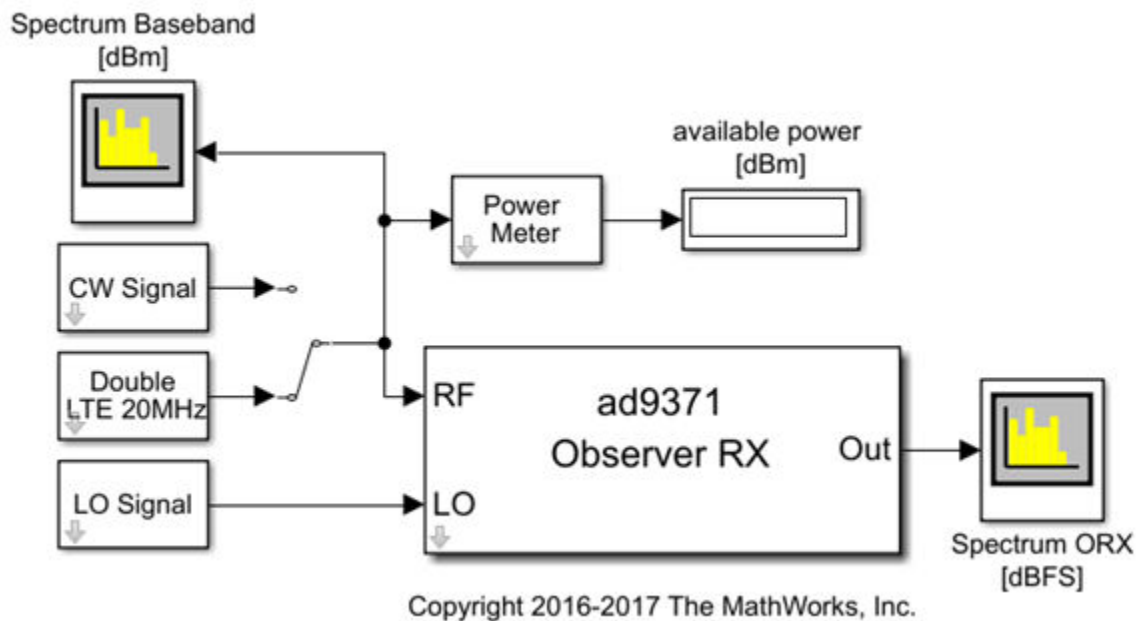 Spectrum Baseband
[dBm]
available power
[dBm]
Power
Meter
CW Signal
Double
LTE 20MHz
LO Signal
RF
LO
ad9371
Observer RX
Out
Spectrum ORX
[dBFS]
Copyright 2016-2017 The MathWorks, Inc.